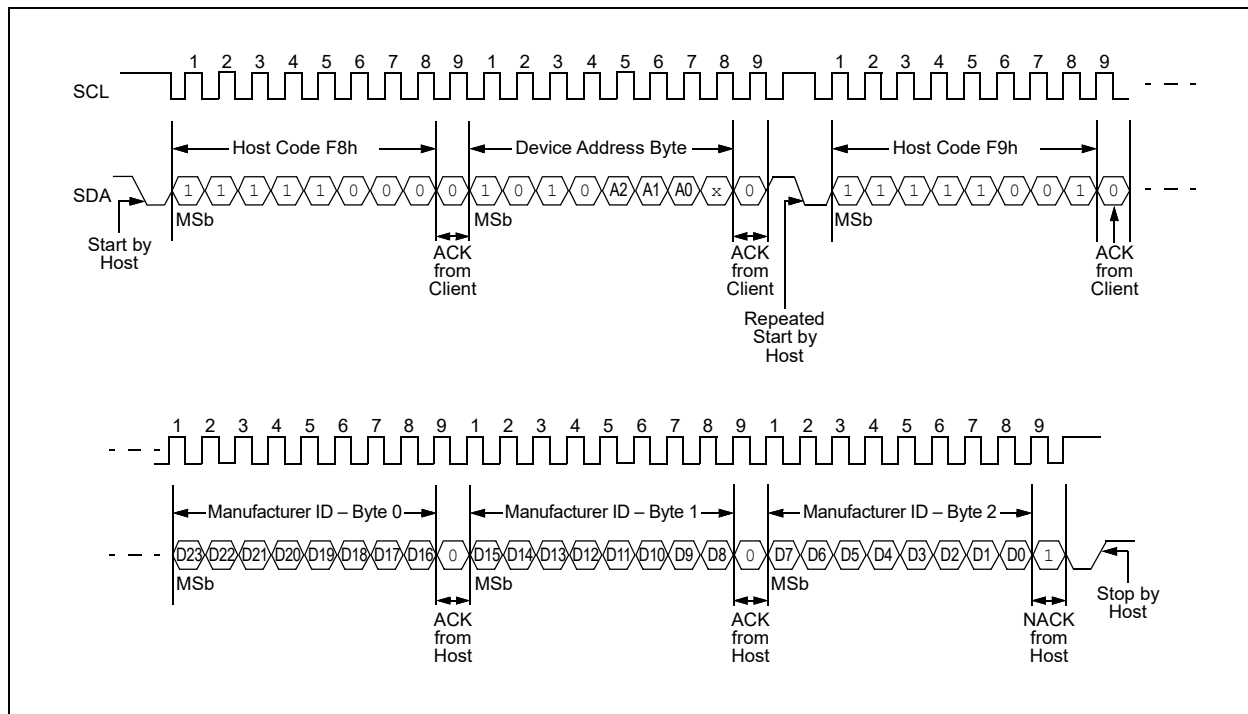 1 2 3 4 5 6 7 8 9 1 2 3 4 5 6 7 8 9 1 2 3 4 5 6 7 8 9
SCL
Host Code F8h Device Address Byte Host Code F9h
SDA 1 1 1 1 1 0 0 0 0 1 0 1 0 A2 A1 A0 x 0 1 1 1 1 1 0 0 1 0
MSb MSb MSb
Start by
Host
ACK
from
Client
ACK
from
Client
Repeated
Start by
Host
ACK
from
Client
1 2 3 4 5 6 7 8 9 1 2 3 4 5 6 7 8 9 1 2 3 4 5 6 7 8 9
Manufacturer ID – Byte 0 Manufacturer ID – Byte 1 Manufacturer ID – Byte 2
D23 D22 D21 D20 D19 D18 D17 D16 0 D15 D14 D13 D12 D11 D10 D9 D8 0 D7 D6 D5 D4 D3 D2 D1 D0 1
MSb MSb MSb
ACK
from
Host
ACK
from
Host
NACK
from
Host
Stop by
Host